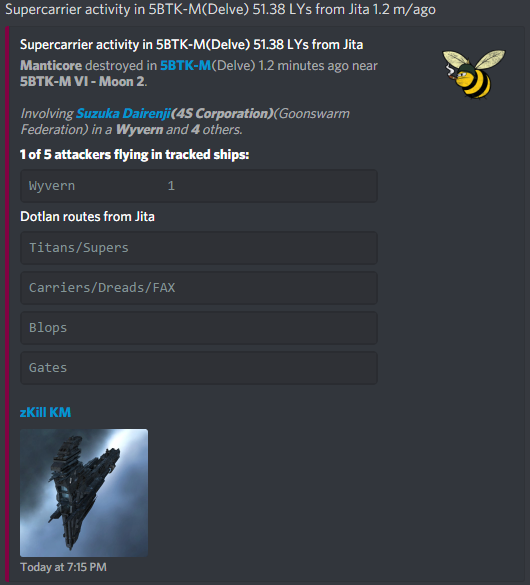 Supercarrier activity in 5BTK-M(Delve) 51.38 LYs from Jita 1.2 m/ago
Supercarrier activity in 5BTK-M(Delve) 51.38 LYs from Jita
Manticore destroyed in 5BTK-M(Delve) 1.2 minutes ago near
5BTK-M VI - Moon 2.
Involving Suzuka Dairenji(4S Corporation)(Goonswarm
Federation) in a Wyvern and 4 others.
1 of 5 attackers flying in tracked ships:
Wyvern 1
Dotlan routes from Jita
Titans/Supers
Carriers/Dreads/FAX
Blops
Gates
zKill KM
Today at 7:15 PM